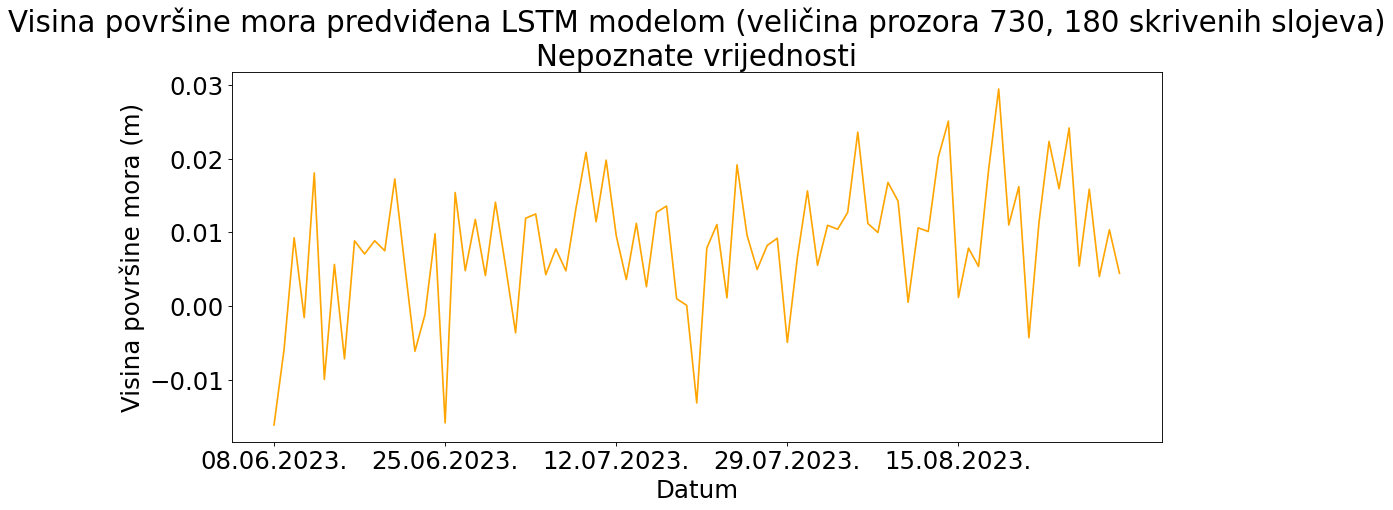 Visina površine mora predviđena LSTM modelom (veličina prozora 730, 180 skrivenih slojeva)
Nepoznate vrijednosti
Visina površine mora (m)
0.03
0.02
0.01
0.00
−0.01
08.06.2023. 25.06.2023. 12.07.2023. 29.07.2023. 15.08.2023.
Datum